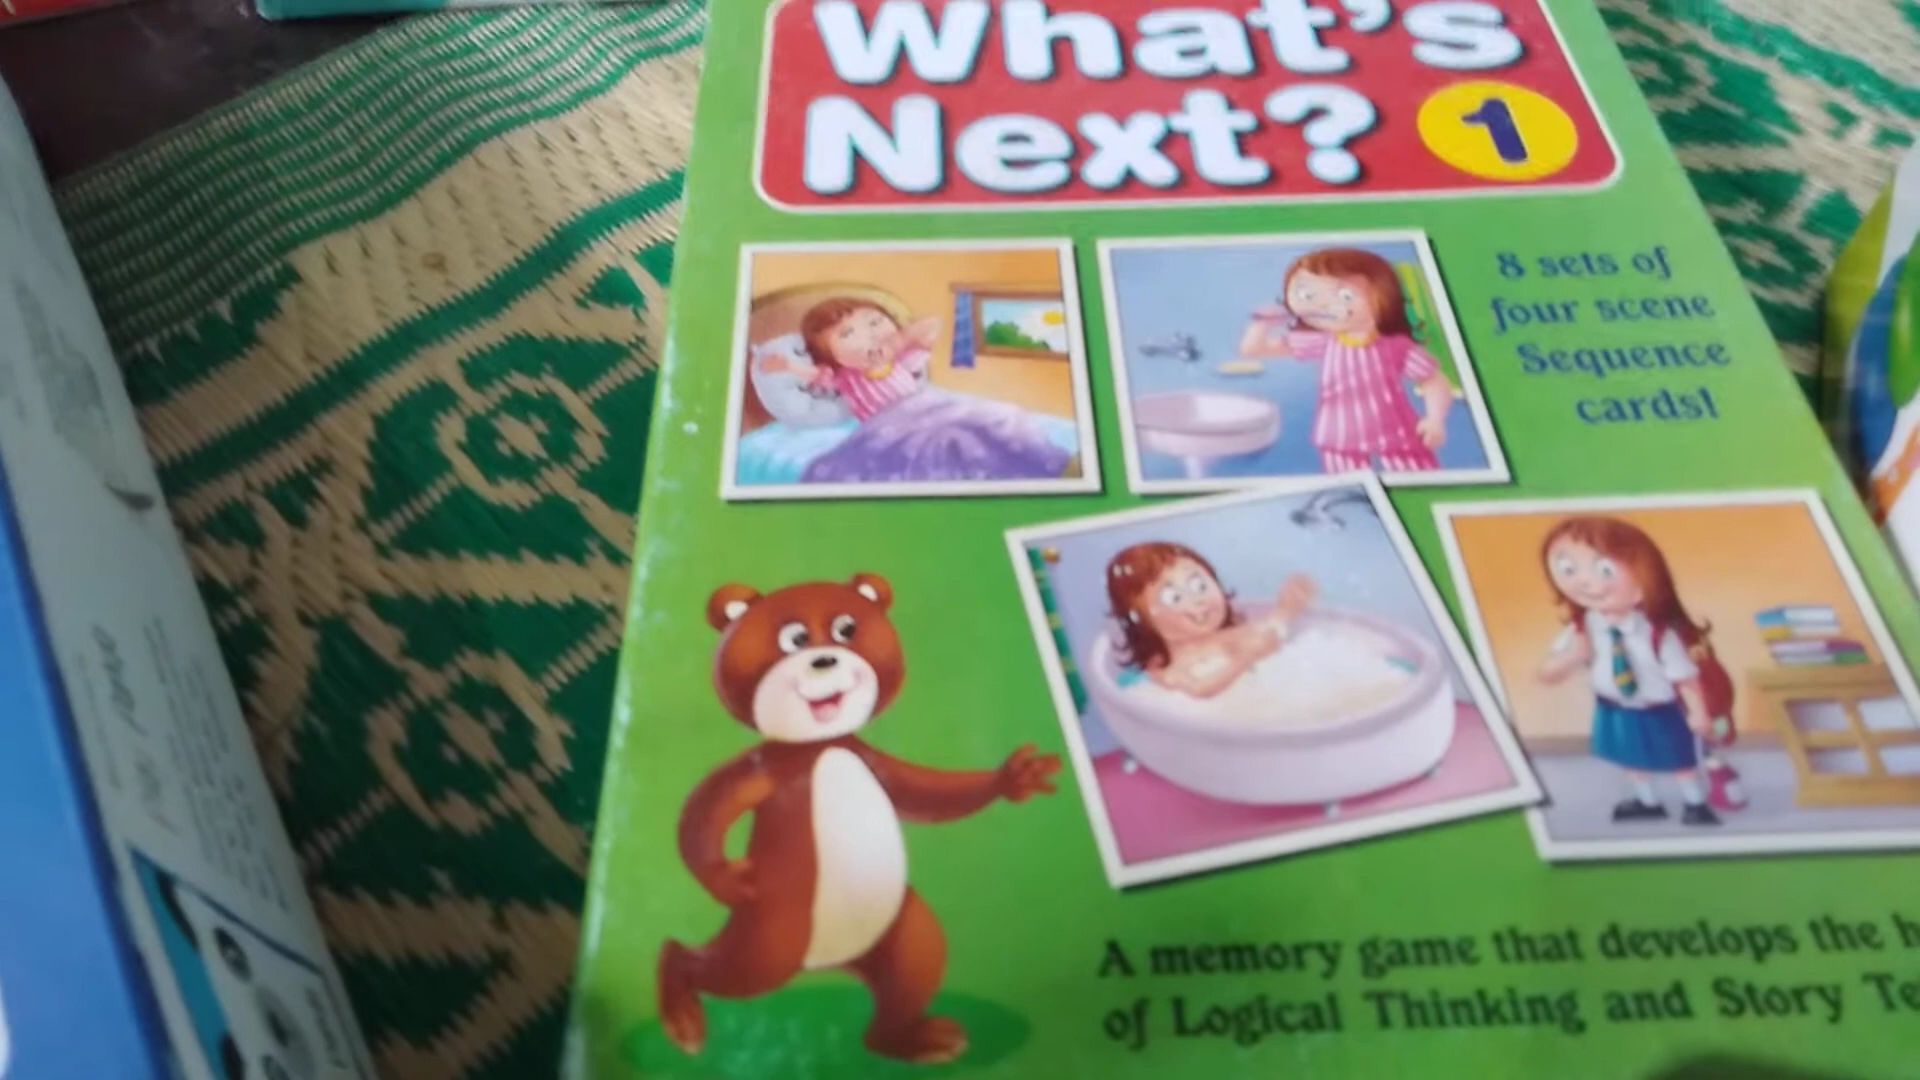 What's
Next? 1
8 sets of
four scene
Sequence
cards!
A memory game that develops the
of Logical Thinking and Story